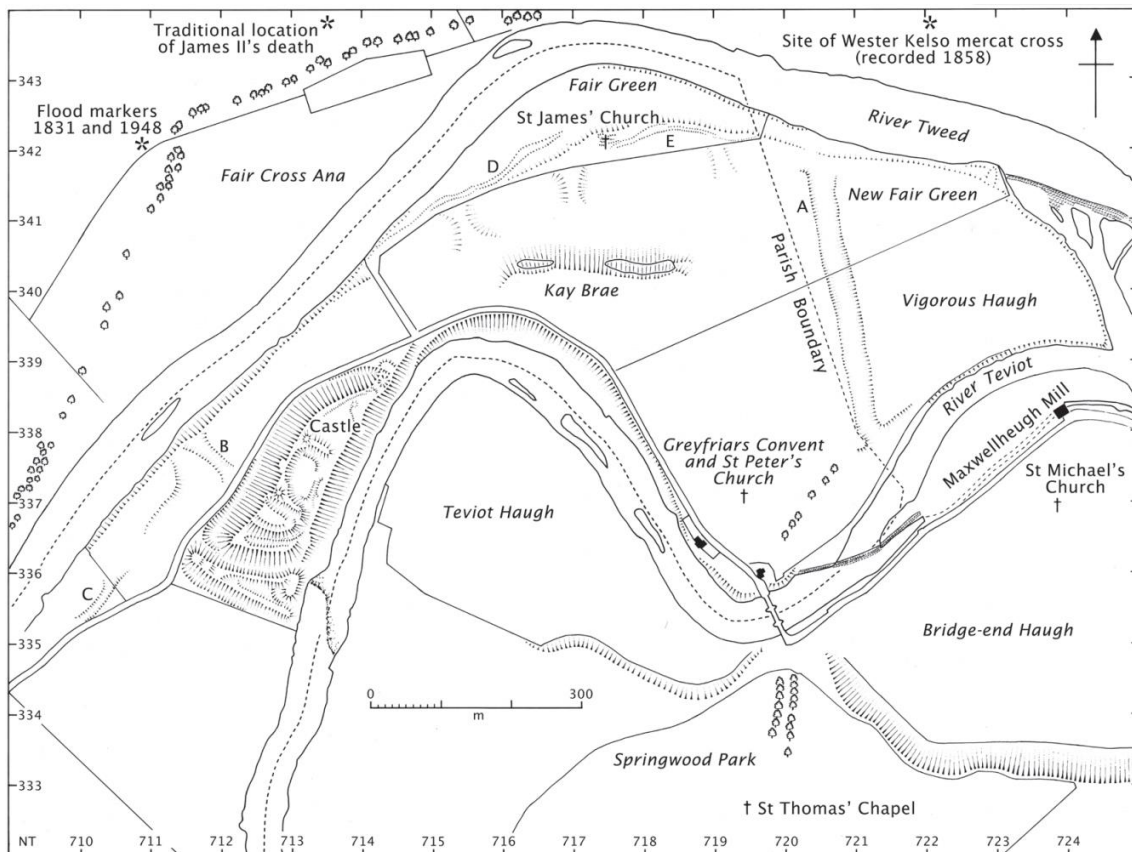 Traditional location
of James II's death
Site of Wester Kelso mercat cross
(recorded 1858)
343
Flood markers
1831 and 1948
Fair Green
River Tweed
St James' Church
342
Fair Cross Ana
D
E
A
New Fair Green
341
Parish Boundary
340
Kay Brae
Vigorous Haugh
339
River Teviot
338
Castle
B
Maxwellheugh Mill
Greyfriars Convent
and St Peter's
Church
St Michael's
Church
337
Teviot Haugh
336
C
335
Bridge-end Haugh
0 300
m
334
Springwood Park
333
St Thomas' Chapel
NT 710 711 712 713 714 715 716 717 718 719 720 721 722 723 724